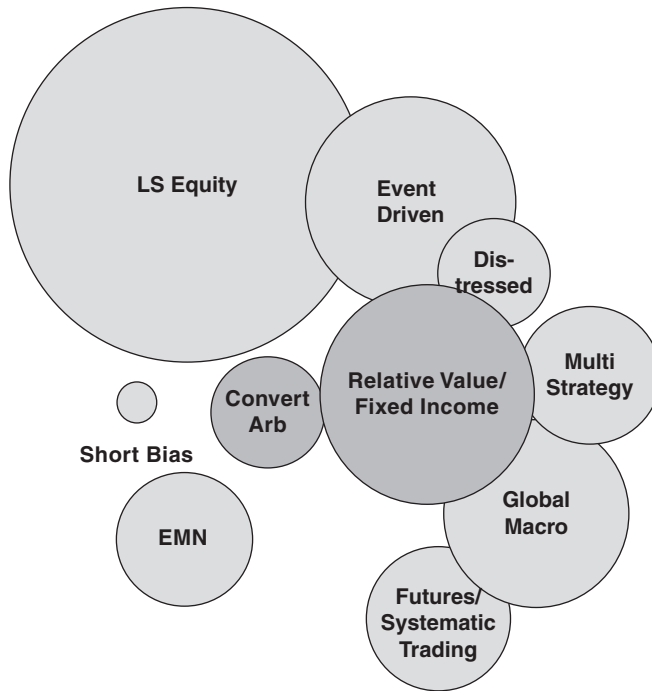 LS Equity
Event
Driven
Dis-
tressed
Multi
Strategy
Relative Value/
Fixed Income
Convert
Arb
Short Bias
EMN
Global
Macro
Futures/
Systematic
Trading